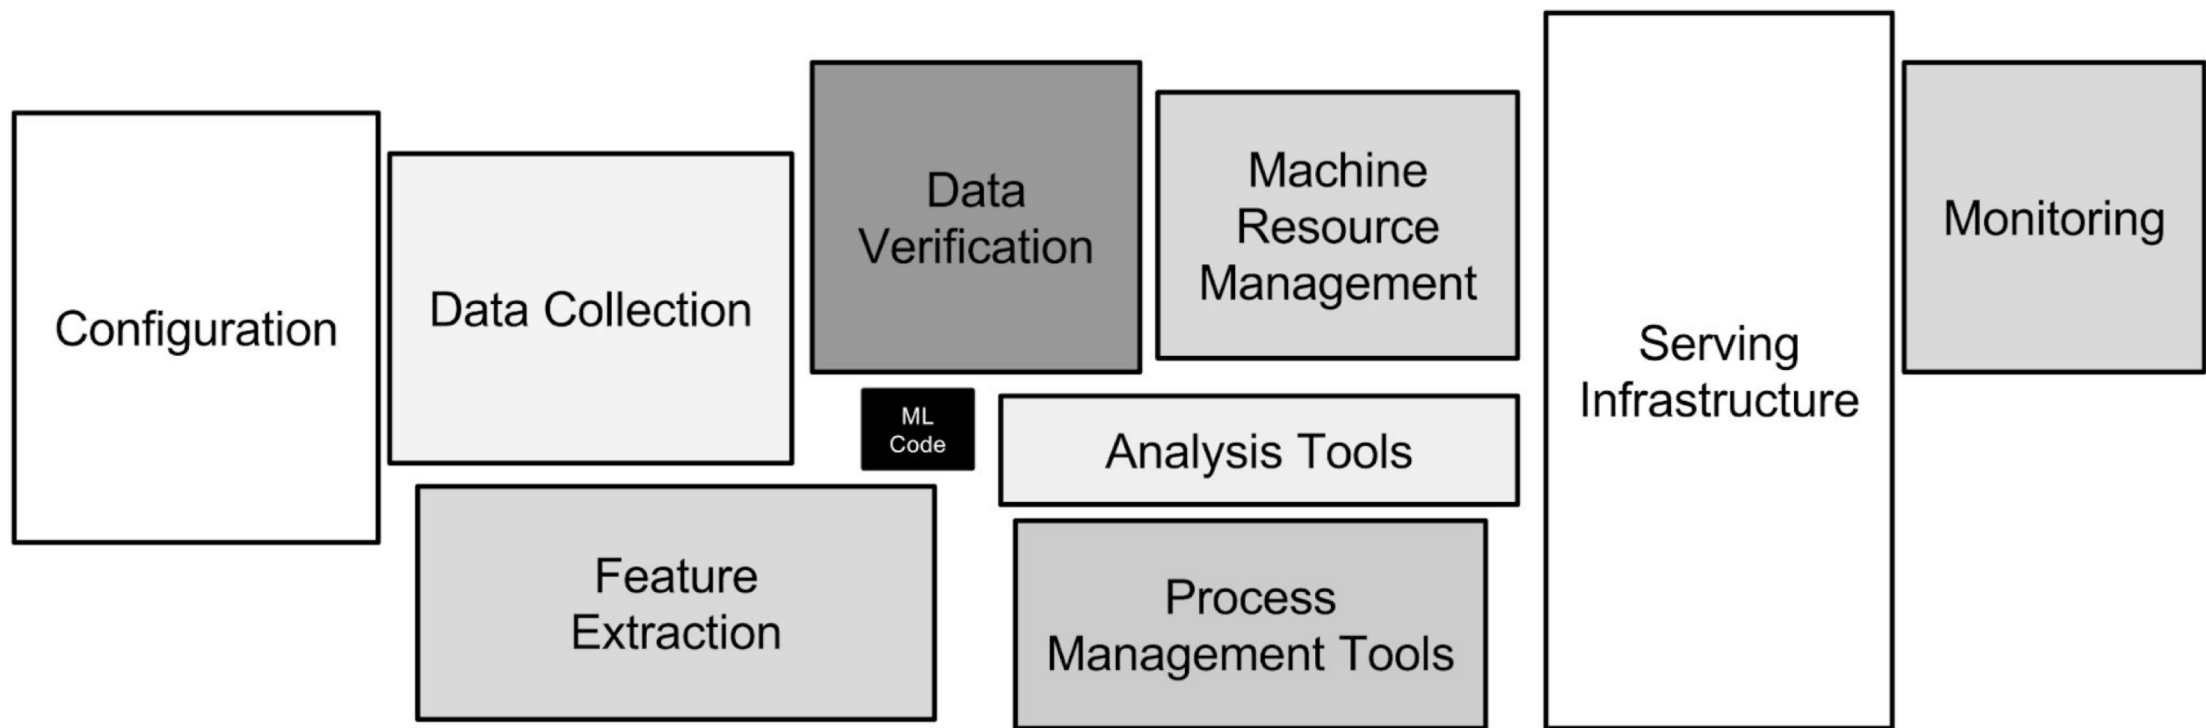 Configuration
Data Collection
Feature
Extraction
Data
Verification
ML
Code
Machine
Resource
Management
Analysis Tools
Process
Management Tools
Serving
Infrastructure
Monitoring